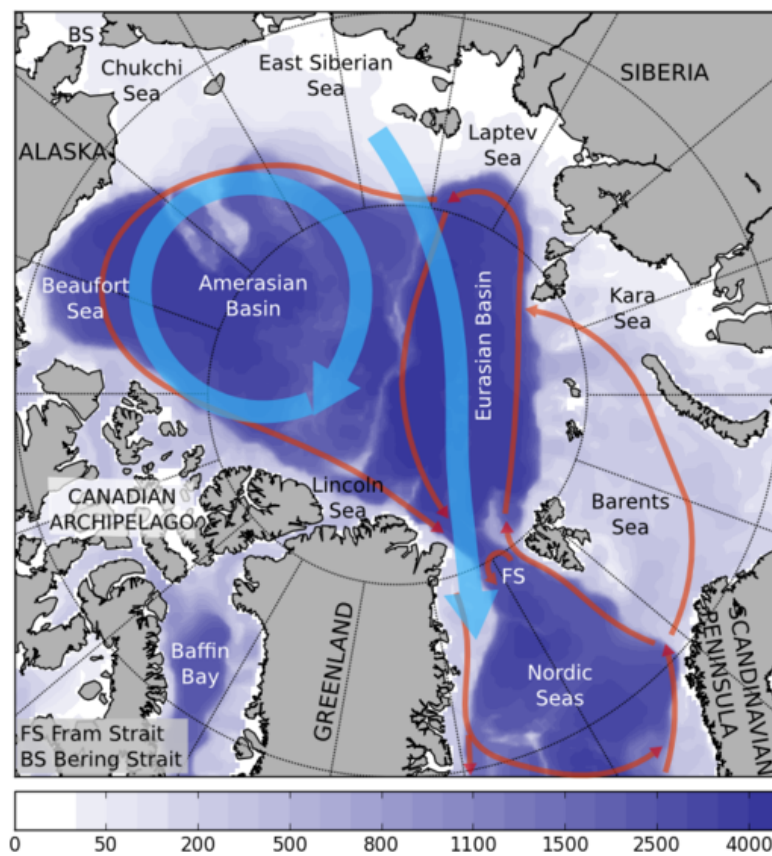 BS
Chukchi
Sea
East Siberian
Sea
SIBERIA
Laptev
Sea
ALASKA
Beaufort
Sea
Amerasian
Basin
Eurasian Basin
Kara
Sea
CANADIAN
ARCHIPELAGO
Lincoln
Sea
Barents
Sea
FS
Baffin
Bay
GREENLAND
Nordic
Seas
SCANDINAVIAN
PENINSULA
FS Fram Strait
BS Bering Strait
0 50 200 500 800 1100 1500 2500 4000